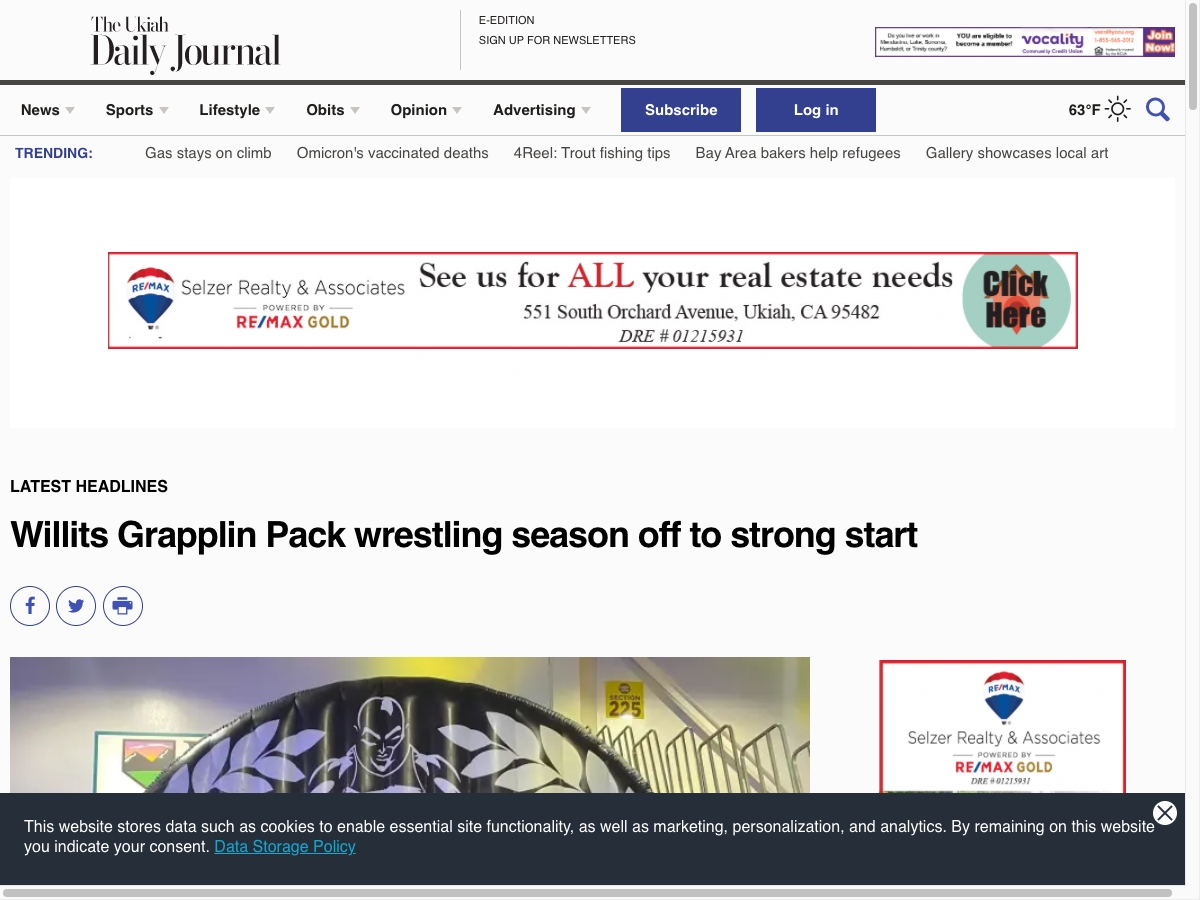 The Ukiah
Daily Journal
E-EDITION
SIGN UP FOR NEWSLETTERS
Do you live or work in
Mendocino, Lake, Sonoma,
Humboldt, or Trinity county?
YOU are eligible to
become a member!
vocality
Community Credit Union
vocalityccu.org
1-855-565-2012
Join
Now!
News
Sports
Lifestyle
Obits
Opinion
Advertising
Subscribe
Log in
63°F
TRENDING:
Gas stays on climb
Omicron's vaccinated deaths
4Reel: Trout fishing tips
Bay Area bakers help refugees
Gallery showcases local art
RE/MAX
Selzer Realty & Associates
POWERED BY
RE/MAX GOLD
See us for ALL your real estate needs
551 South Orchard Avenue, Ukiah, CA 95482
DRE # 01215931
Click
Here
LATEST HEADLINES
Willits Grapplin Pack wrestling season off to strong start
SECTION
225
RE/MAX
Selzer Realty & Associates
POWERED BY
RE/MAX GOLD
DRE # 01215931
This website stores data such as cookies to enable essential site functionality, as well as marketing, personalization, and analytics. By remaining on this website
you indicate your consent. Data Storage Policy